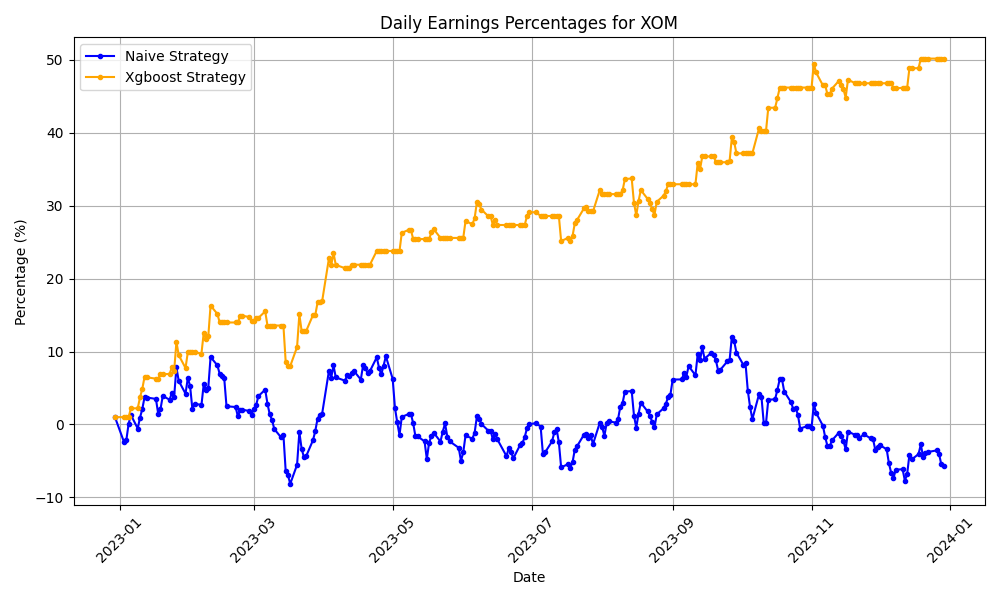 Daily Earnings Percentages for XOM
Naive Strategy
Xgboost Strategy
Percentage (%)
50
40
30
20
10
0
−10
2023-01
2023-03
2023-05
2023-07
2023-09
2023-11
2024-01
Date